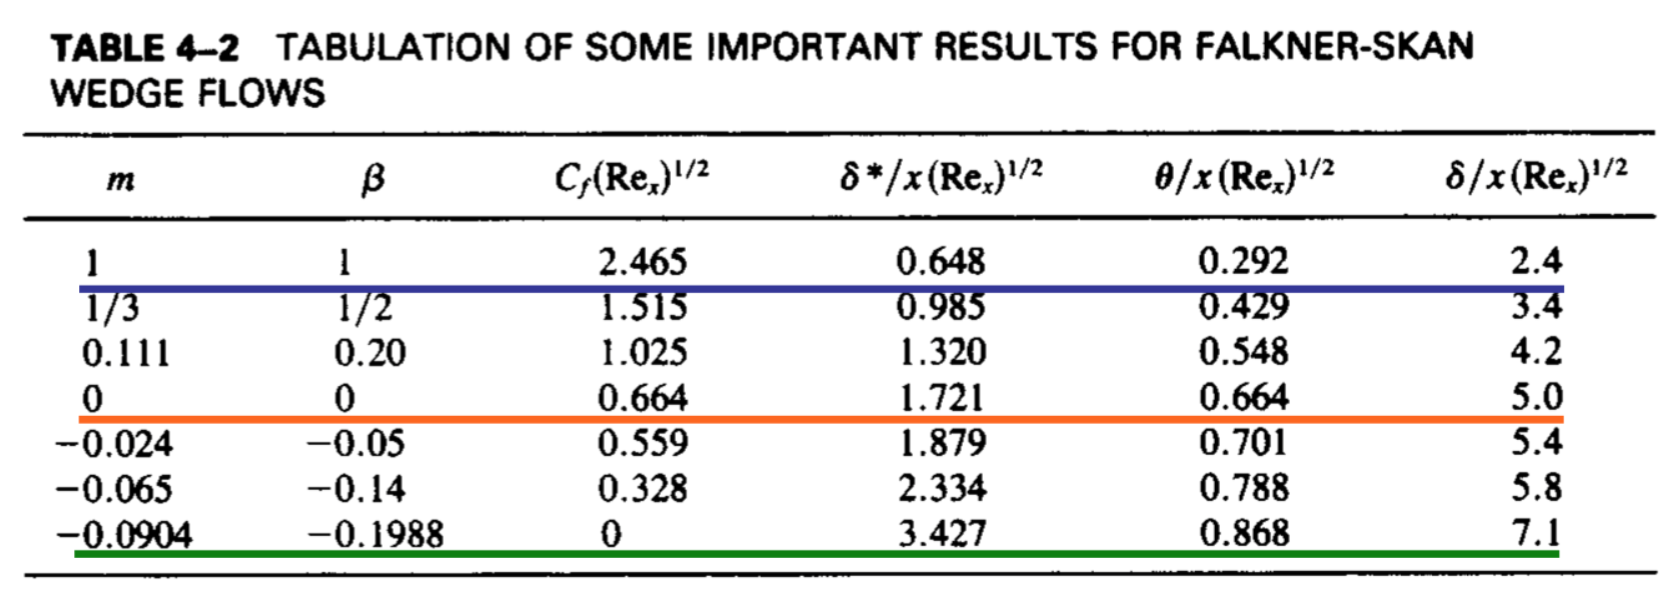 TABLE 4–2 TABULATION OF SOME IMPORTANT RESULTS FOR FALKNER-SKAN
WEDGE FLOWS
m β C_f(Re_x)^1/2 δ*/x(Re_x)^1/2 θ/x(Re_x)^1/2 δ/x(Re_x)^1/2
1 1 2.465 0.648 0.292 2.4
1/3 1/2 1.515 0.985 0.429 3.4
0.111 0.20 1.025 1.320 0.548 4.2
0 0 0.664 1.721 0.664 5.0
−0.024 −0.05 0.559 1.879 0.701 5.4
−0.065 −0.14 0.328 2.334 0.788 5.8
−0.0904 −0.1988 0 3.427 0.868 7.1